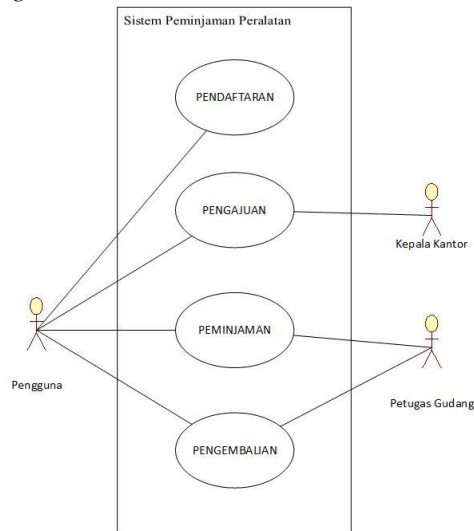 Sistem Peminjaman Peralatan
PENDAFTARAN
PENGAJUAN
Kepala Kantor
PEMINJAMAN
Pengguna
Petugas Gudang
PENGEMBALIAN